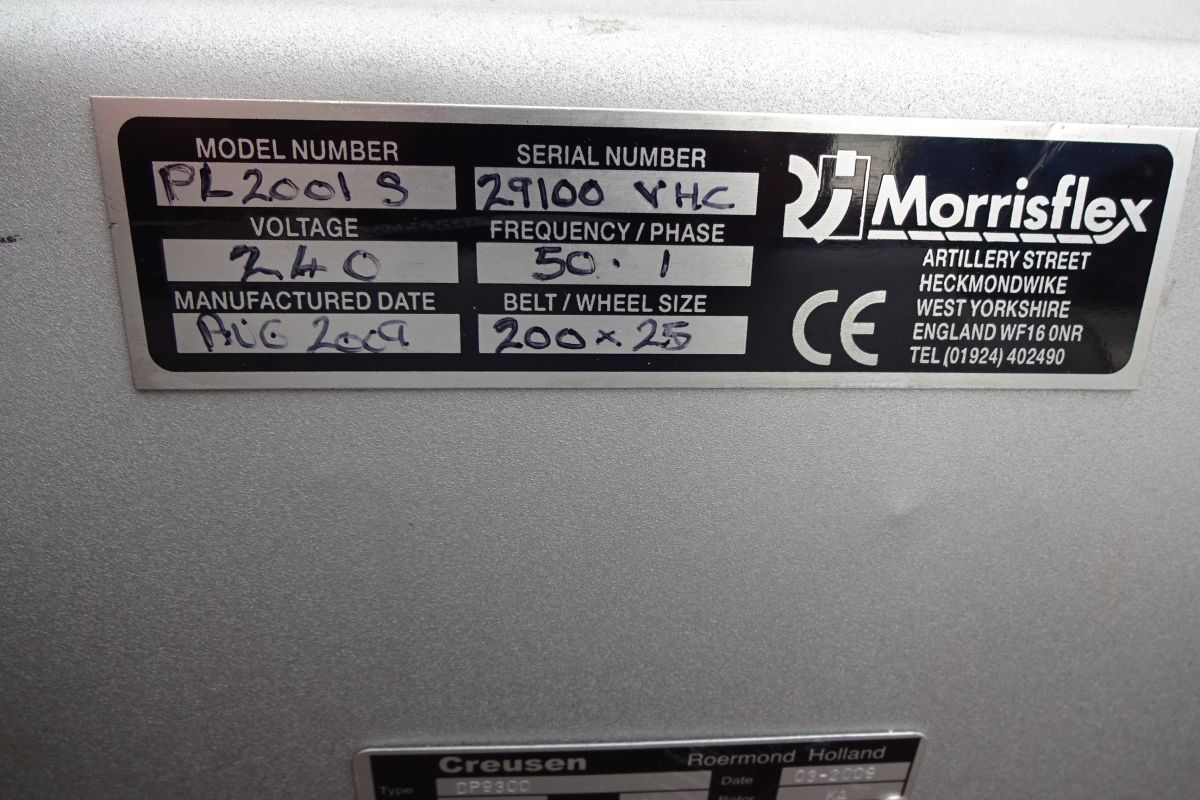 MODEL NUMBER
PL2001 S
SERIAL NUMBER
29100 VHC
VOLTAGE
240
FREQUENCY / PHASE
50 · 1
MANUFACTURED DATE
AUG 2009
BELT / WHEEL SIZE
200 x 25
Morrisflex
ARTILLERY STREET
HECKMONDWIKE
WEST YORKSHIRE
ENGLAND WF16 0NR
TEL (01924) 402490
CE
Creusen Roermond Holland
Type DP9300 Date 03-2009
Rotor KA